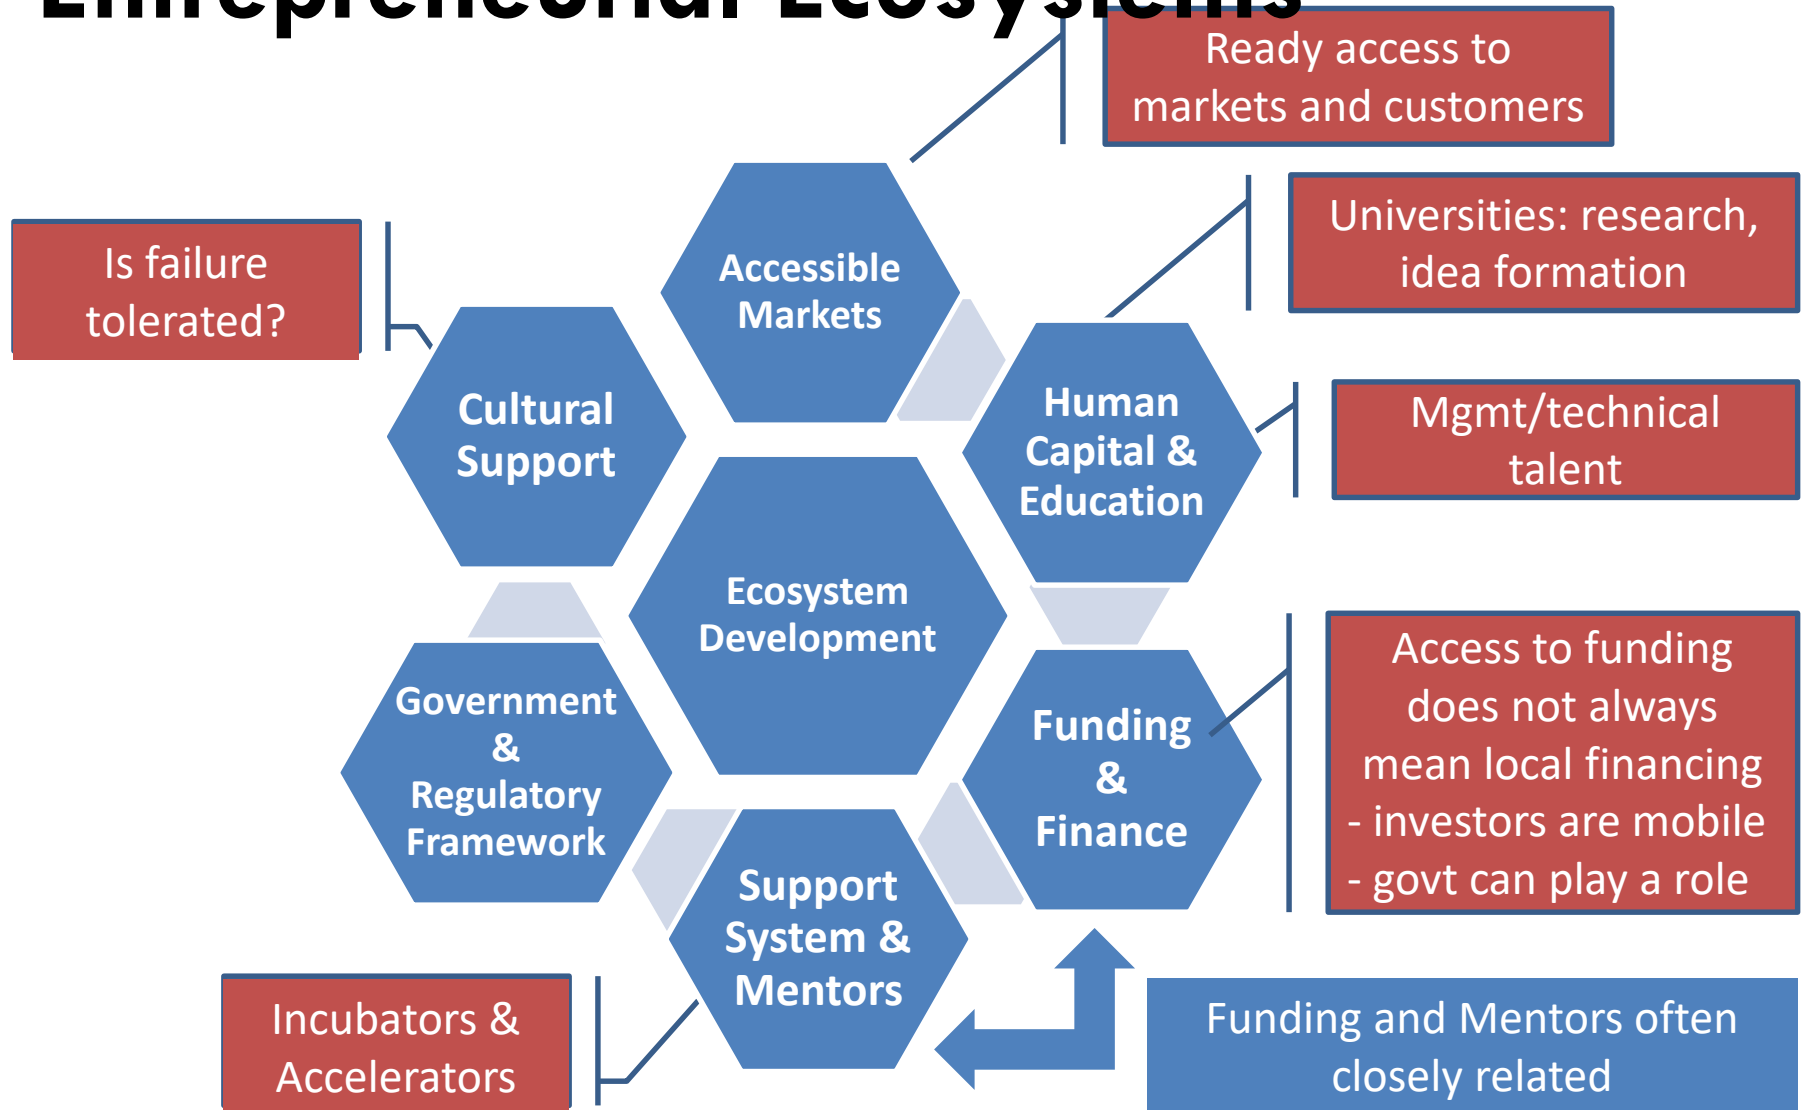 Entrepreneurial Ecosystems
Ready access to
markets and customers
Universities: research,
idea formation
Is failure
tolerated?
Accessible
Markets
Cultural
Support
Human
Capital &
Education
Mgmt/technical
talent
Ecosystem
Development
Access to funding
does not always
mean local financing
- investors are mobile
- govt can play a role
Government
&
Regulatory
Framework
Funding
&
Finance
Support
System &
Mentors
Incubators &
Accelerators
Funding and Mentors often
closely related